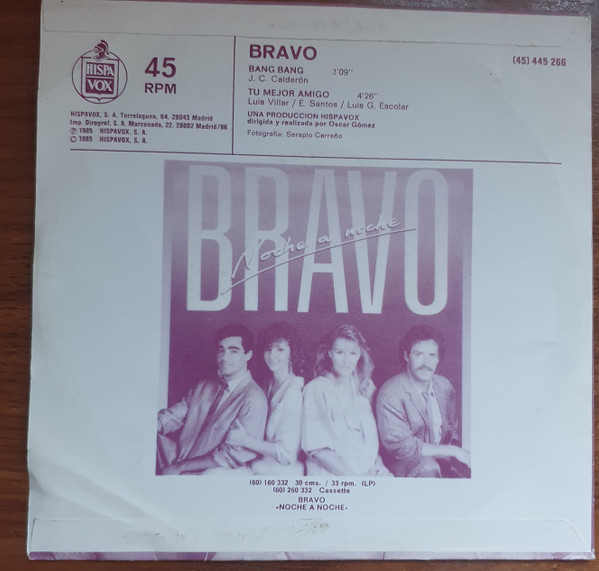 HISPA
VOX
45
RPM
HISPAVOX, S. A. Torrelaguna, 64. 28043 Madrid
Imp. Diregraf, S. A. Marcenado, 22. 28002 Madrid/86
Ⓟ 1985 HISPAVOX, S. A.
© 1985 HISPAVOX, S. A.
BRAVO
(45) 445 266
BANG BANG 3'09"
J. C. Calderón
TU MEJOR AMIGO 4'26"
Luis Villar / E. Santos / Luis G. Escolar
UNA PRODUCCION HISPAVOX
dirigida y realizada por Oscar Gómez
Fotografía: Serapio Carreño
BRAVO
Noche a noche
(60) 160 332 30 cms. / 33 rpm. (LP)
(60) 260 332 Cassette
BRAVO
«NOCHE A NOCHE»